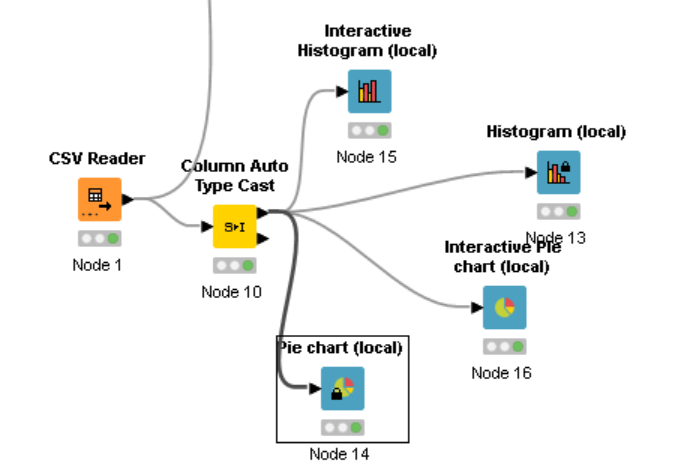 Interactive
Histogram (local)
Node 15
Histogram (local)
Node 13
CSV Reader
Node 1
Column Auto
Type Cast
S▸I
Node 10
Interactive Pie
chart (local)
Node 16
Pie chart (local)
Node 14